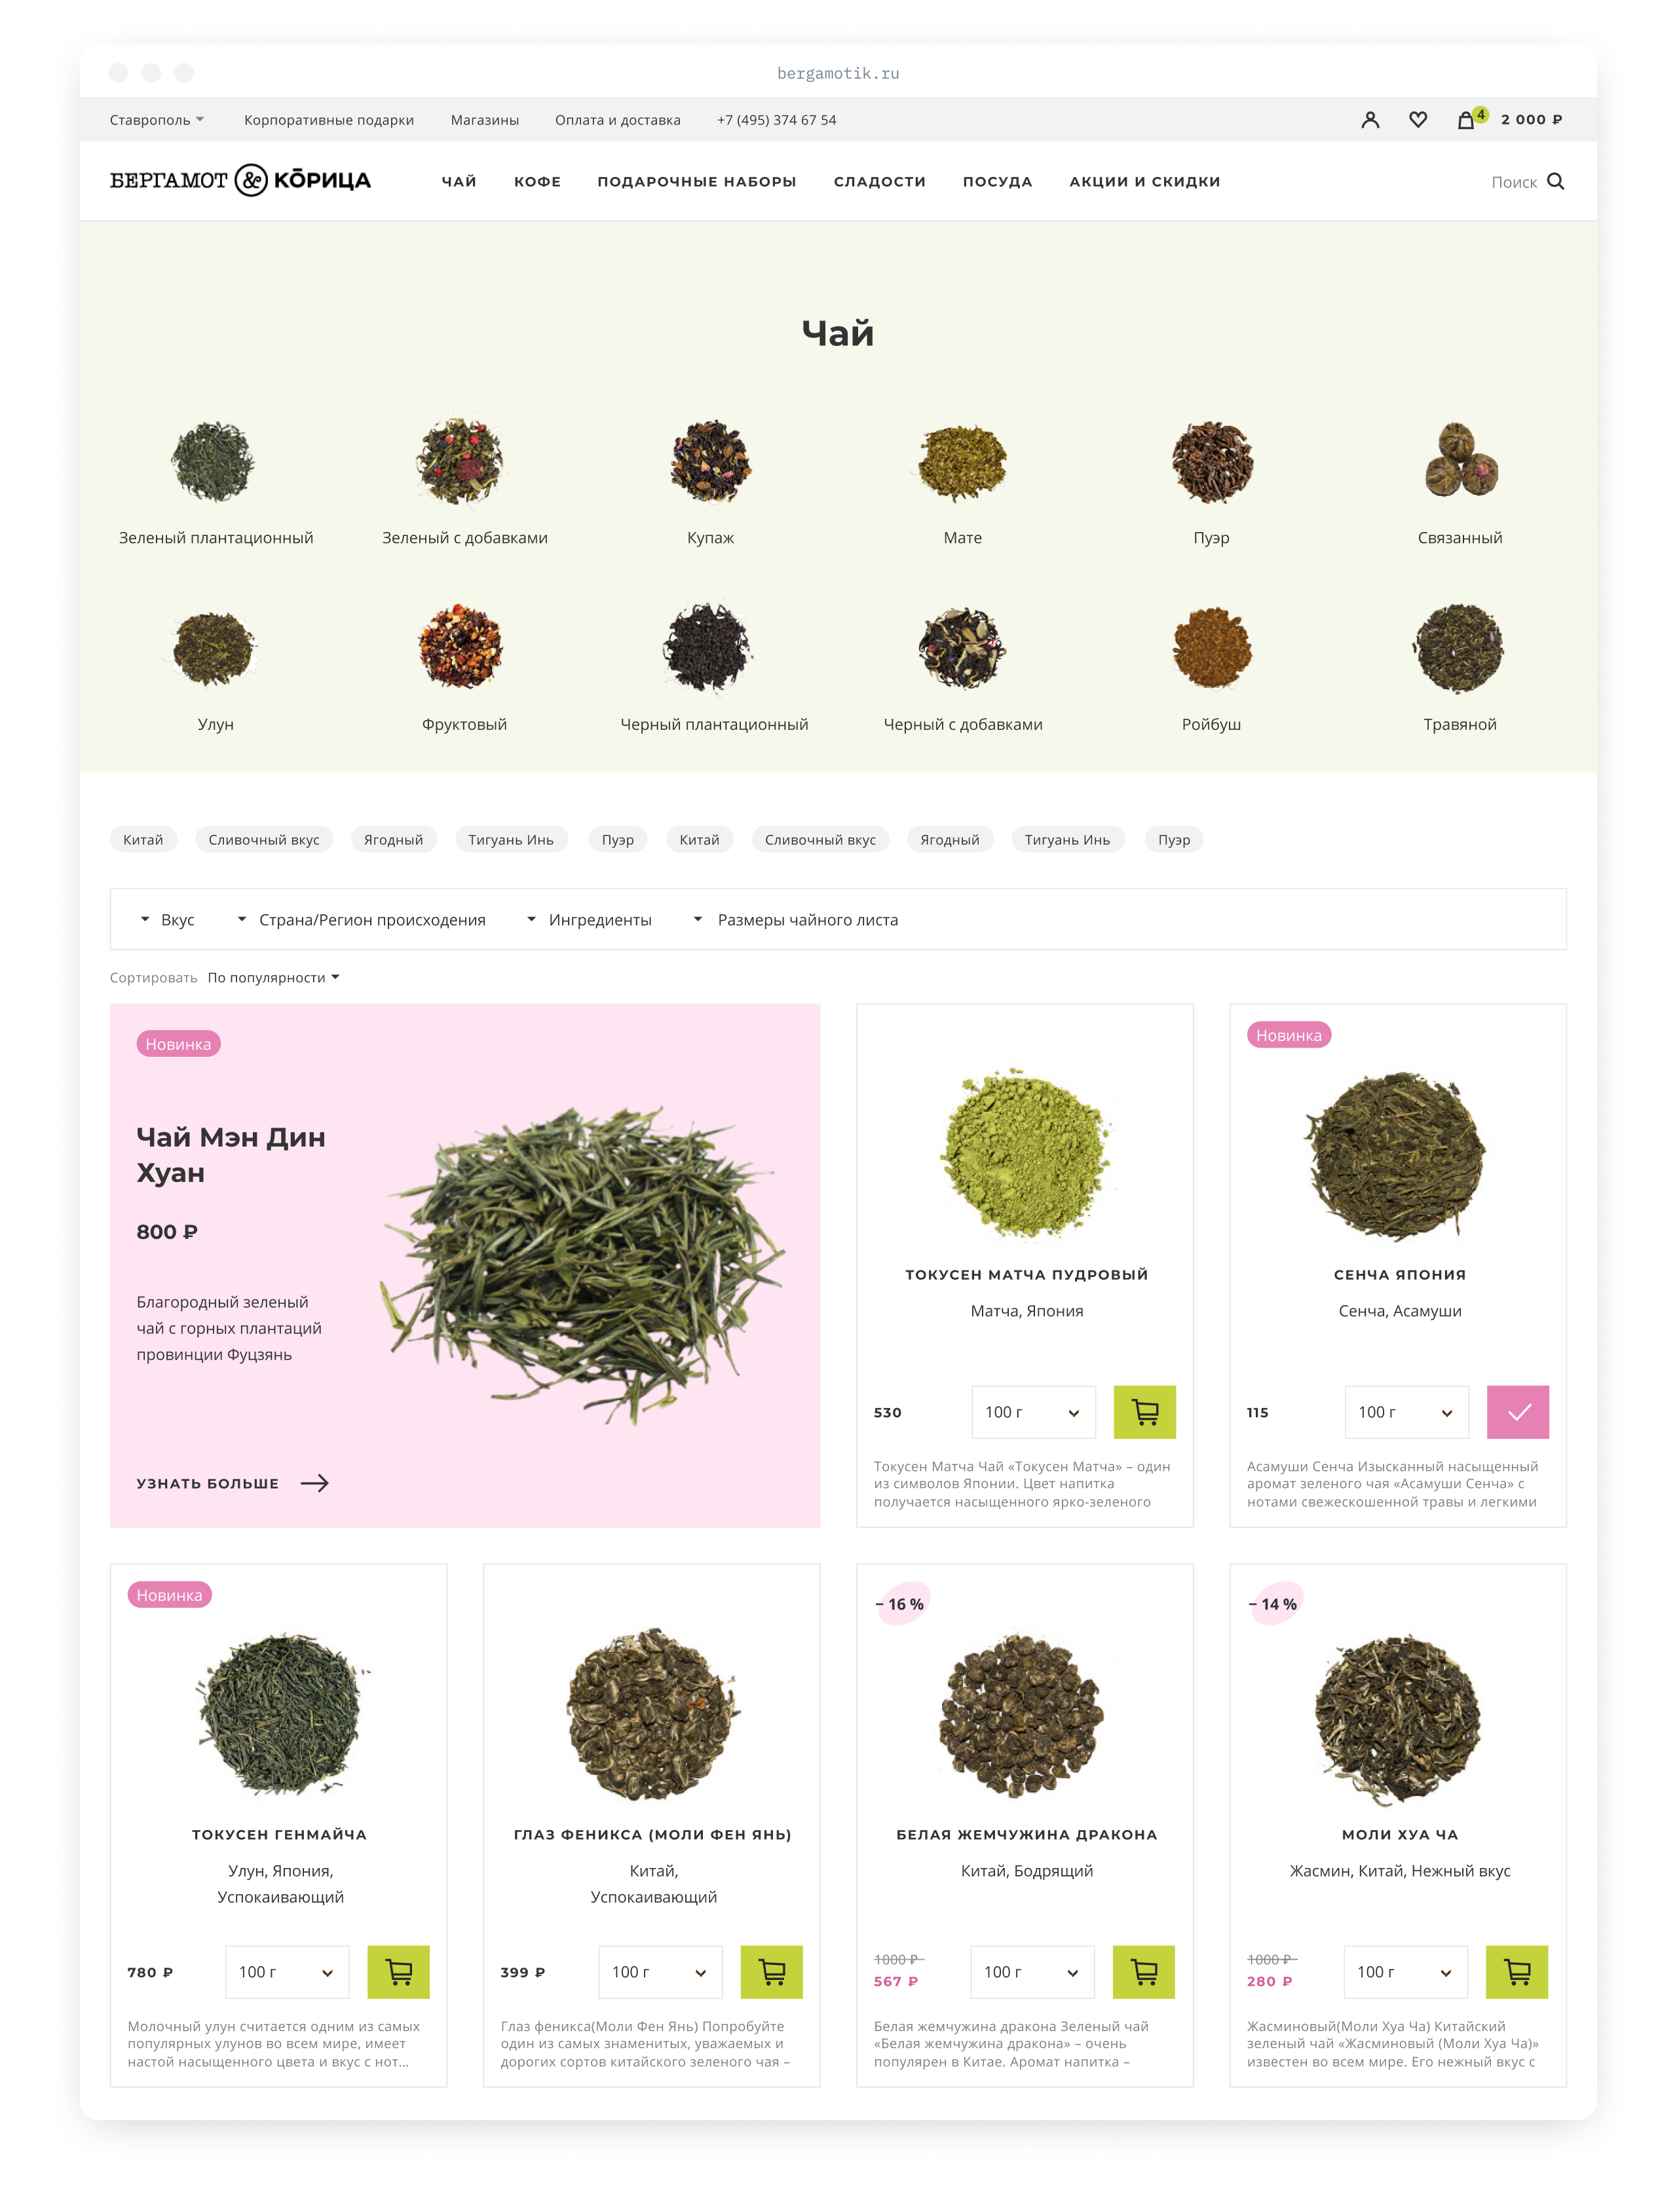 bergamotik.ru
Ставрополь
Корпоративные подарки
Магазины
Оплата и доставка
+7 (495) 374 67 54
4
2 000 ₽
БЕРГАМОТ & КОРИЦА
ЧАЙ
КОФЕ
ПОДАРОЧНЫЕ НАБОРЫ
СЛАДОСТИ
ПОСУДА
АКЦИИ И СКИДКИ
Поиск
Чай
Зеленый плантационный
Зеленый с добавками
Купаж
Мате
Пуэр
Связанный
Улун
Фруктовый
Черный плантационный
Черный с добавками
Ройбуш
Травяной
Китай
Сливочный вкус
Ягодный
Тигуань Инь
Пуэр
Китай
Сливочный вкус
Ягодный
Тигуань Инь
Пуэр
Вкус
Страна/Регион происходения
Ингредиенты
Размеры чайного листа
Сортировать По популярности
Новинка
Чай Мэн Дин
Хуан
800 ₽
Благородный зеленый
чай с горных плантаций
провинции Фуцзянь
УЗНАТЬ БОЛЬШЕ
ТОКУСЕН МАТЧА ПУДРОВЫЙ
Матча, Япония
530
100 г
Токусен Матча Чай «Токусен Матча» – один
из символов Японии. Цвет напитка
получается насыщенного ярко-зеленого
Новинка
СЕНЧА ЯПОНИЯ
Сенча, Асамуши
115
100 г
Асамуши Сенча Изысканный насыщенный
аромат зеленого чая «Асамуши Сенча» с
нотами свежескошенной травы и легкими
Новинка
ТОКУСЕН ГЕНМАЙЧА
Улун, Япония,
Успокаивающий
780 ₽
100 г
Молочный улун считается одним из самых
популярных улунов во всем мире, имеет
настой насыщенного цвета и вкус с нот...
ГЛАЗ ФЕНИКСА (МОЛИ ФЕН ЯНЬ)
Китай,
Успокаивающий
399 ₽
100 г
Глаз феникса(Моли Фен Янь) Попробуйте
один из самых знаменитых, уважаемых и
дорогих сортов китайского зеленого чая –
– 16 %
БЕЛАЯ ЖЕМЧУЖИНА ДРАКОНА
Китай, Бодрящий
1000 ₽
567 ₽
100 г
Белая жемчужина дракона Зеленый чай
«Белая жемчужина дракона» – очень
популярен в Китае. Аромат напитка –
– 14 %
МОЛИ ХУА ЧА
Жасмин, Китай, Нежный вкус
1000 ₽
280 ₽
100 г
Жасминовый(Моли Хуа Ча) Китайский
зеленый чай «Жасминовый (Моли Хуа Ча)»
известен во всем мире. Его нежный вкус с